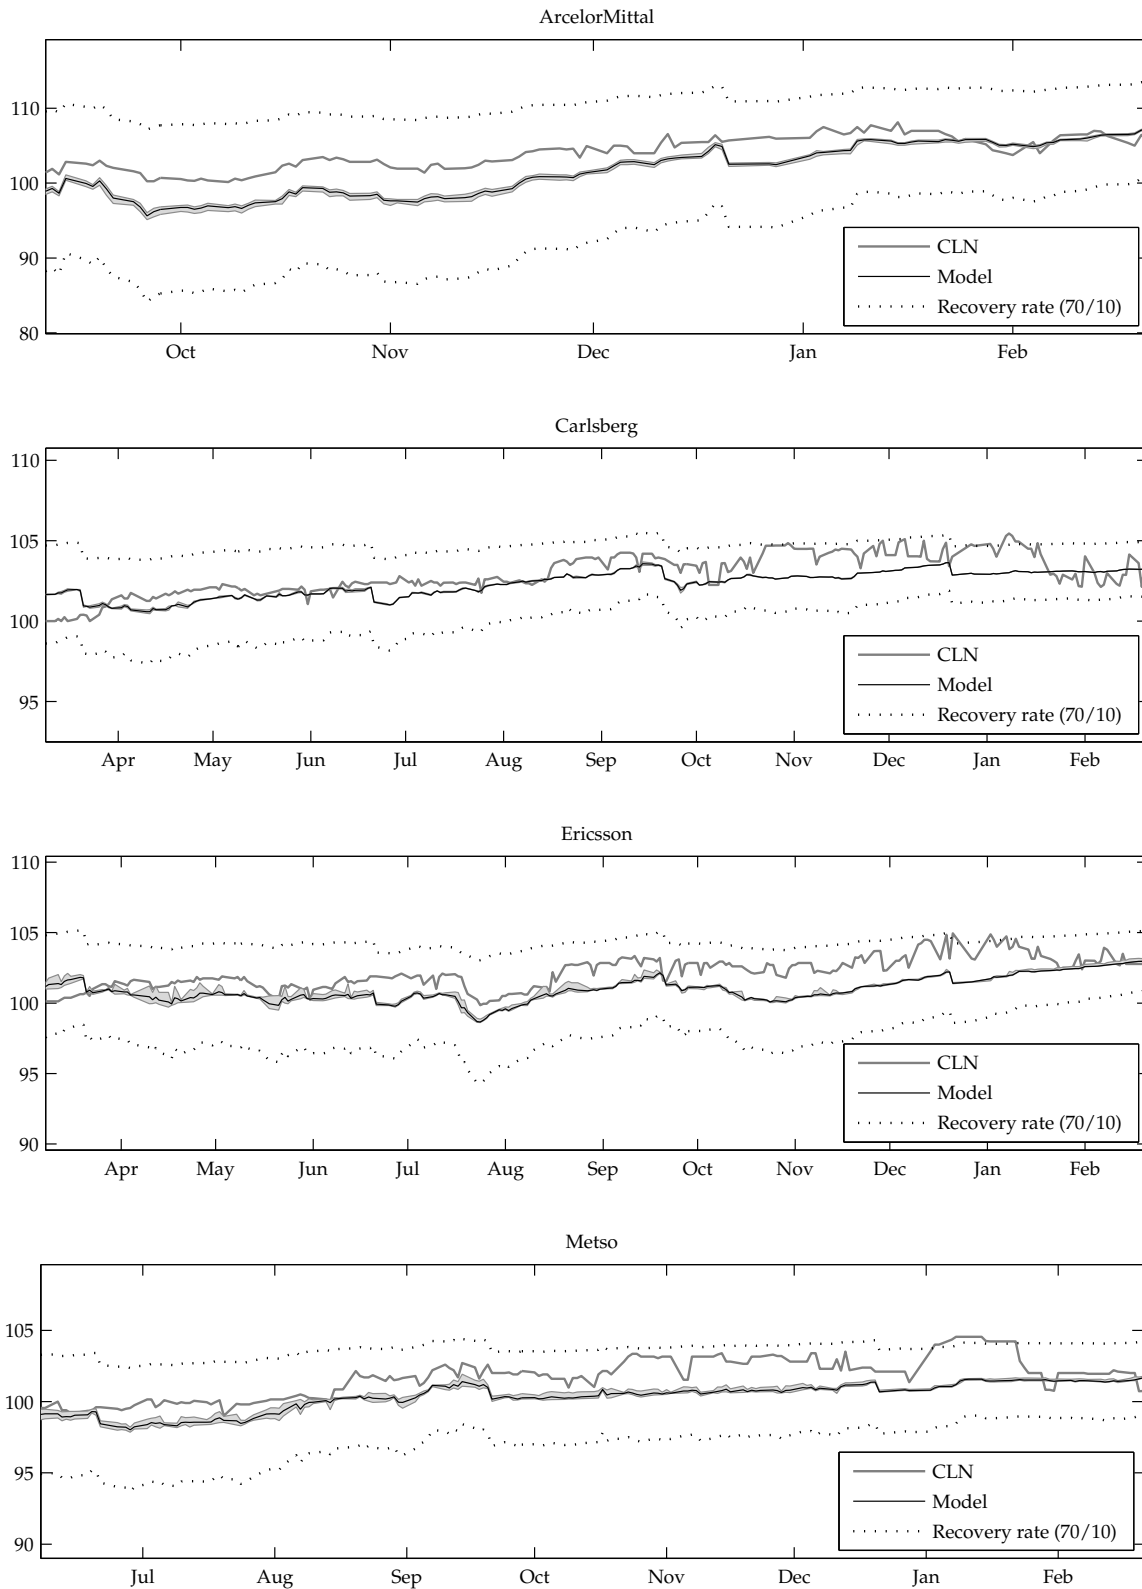 ArcelorMittal
110
100
90
80
CLN
Model
Recovery rate (70/10)
Oct Nov Dec Jan Feb
Carlsberg
110
105
100
95
CLN
Model
Recovery rate (70/10)
Apr May Jun Jul Aug Sep Oct Nov Dec Jan Feb
Ericsson
110
105
100
95
90
CLN
Model
Recovery rate (70/10)
Apr May Jun Jul Aug Sep Oct Nov Dec Jan Feb
Metso
105
100
95
90
CLN
Model
Recovery rate (70/10)
Jul Aug Sep Oct Nov Dec Jan Feb